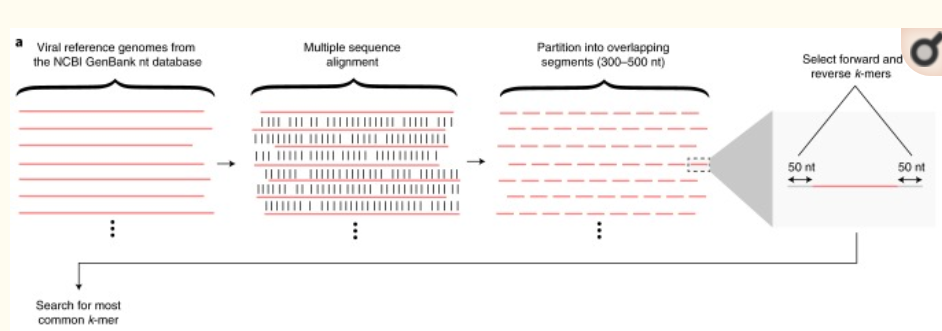 a
Viral reference genomes from
the NCBI GenBank nt database
Multiple sequence
alignment
Partition into overlapping
segments (300–500 nt)
Select forward and
reverse k-mers
50 nt
50 nt
Search for most
common k-mer